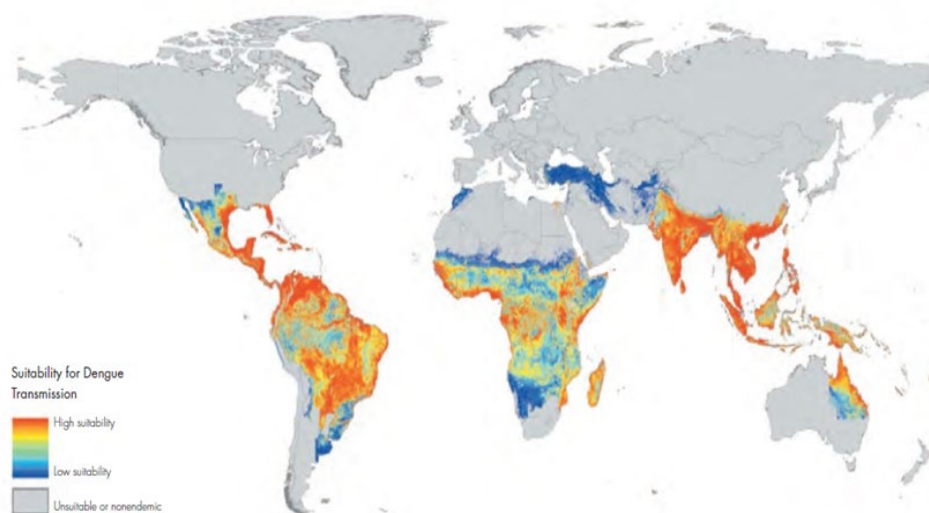 Suitability for Dengue
Transmission
High suitability
Low suitability
Unsuitable or nonendemic